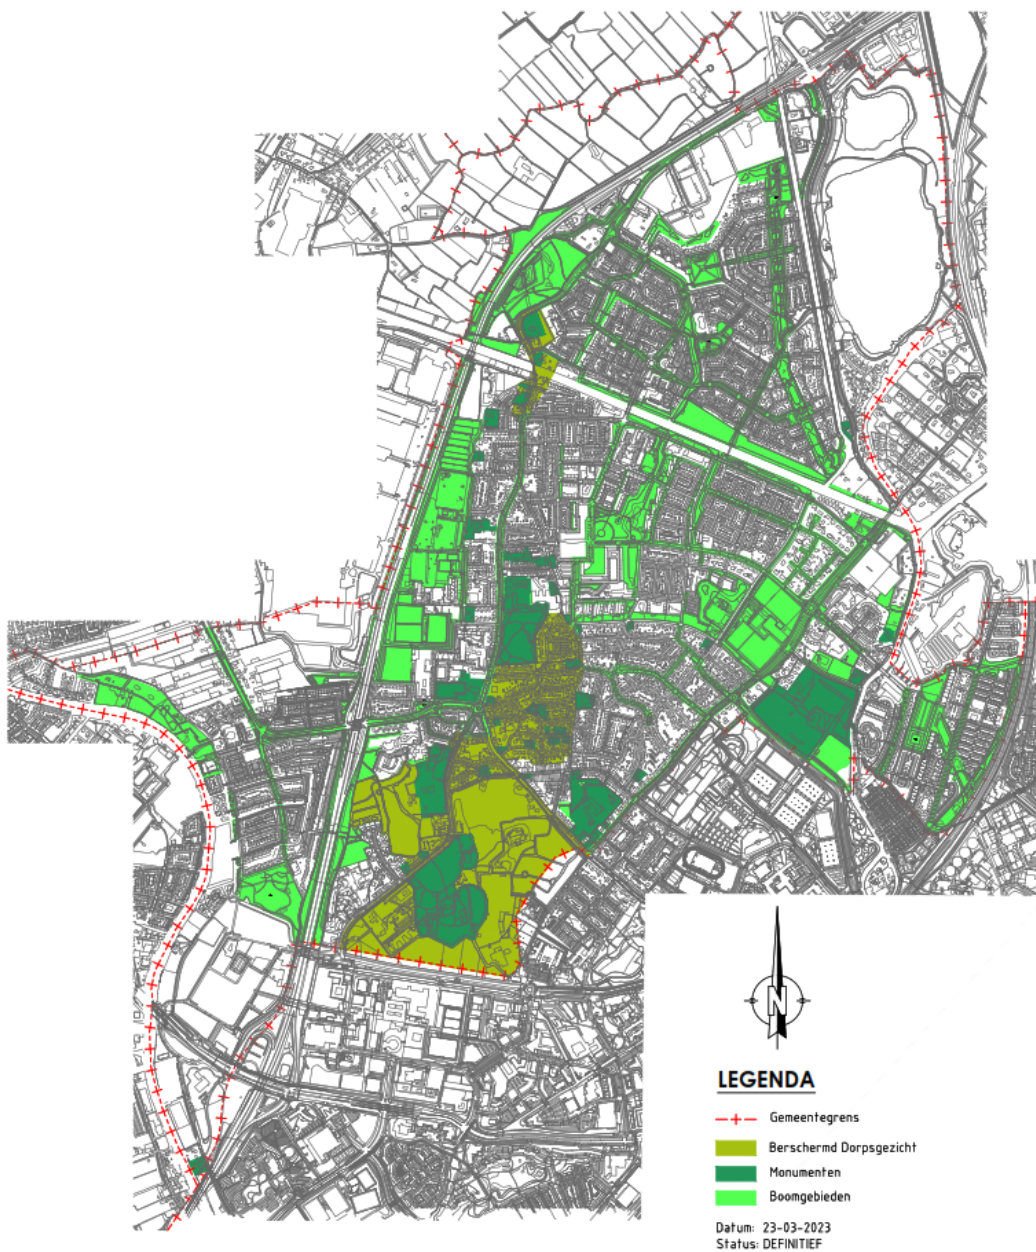 N
LEGENDA
Gemeentegrens
Berschermd Dorpsgezicht
Monumenten
Boomgebieden
Datum: 23-03-2023
Status: DEFINITIEF